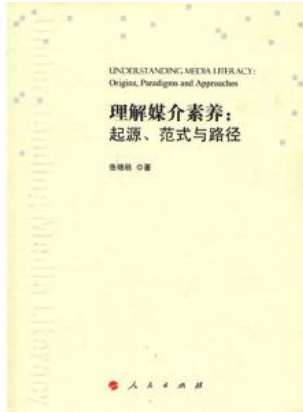 UNDERSTANDING MEDIA LITERACY:
Origins, Paradigms and Approaches
理解媒介素养:
起源、范式与路径
张艳秋 ◎著
Understanding Media Literacy
人民出版社